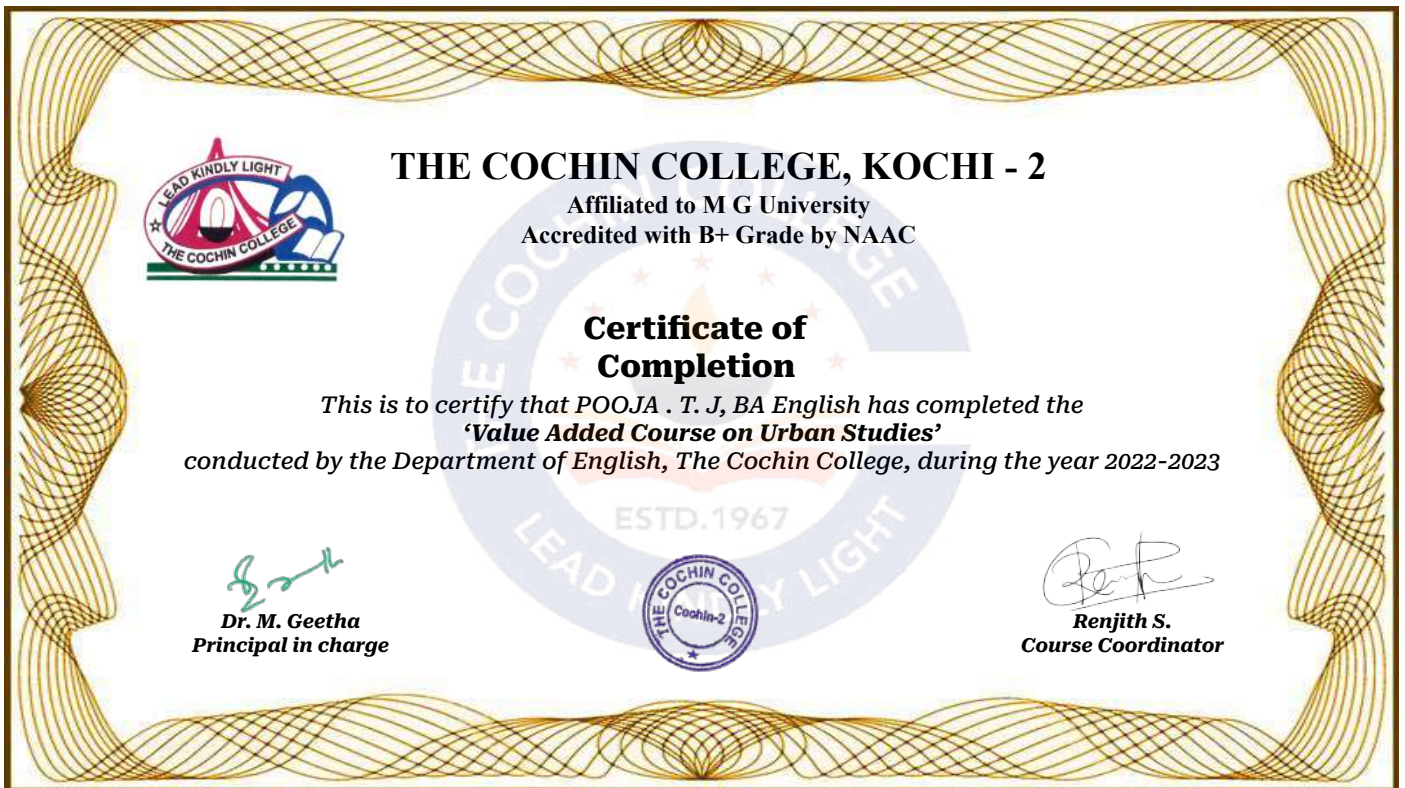 LEAD KINDLY LIGHT
THE COCHIN COLLEGE
THE COCHIN COLLEGE, KOCHI - 2
Affiliated to M G University
Accredited with B+ Grade by NAAC
THE COCHIN COLLEGE
Certificate of
Completion
This is to certify that POOJA . T. J, BA English has completed the
‘Value Added Course on Urban Studies’
conducted by the Department of English, The Cochin College, during the year 2022-2023
ESTD.1967
LEAD KINDLY LIGHT
THE COCHIN COLLEGE
Cochin-2
Dr. M. Geetha
Principal in charge
Renjith S.
Course Coordinator